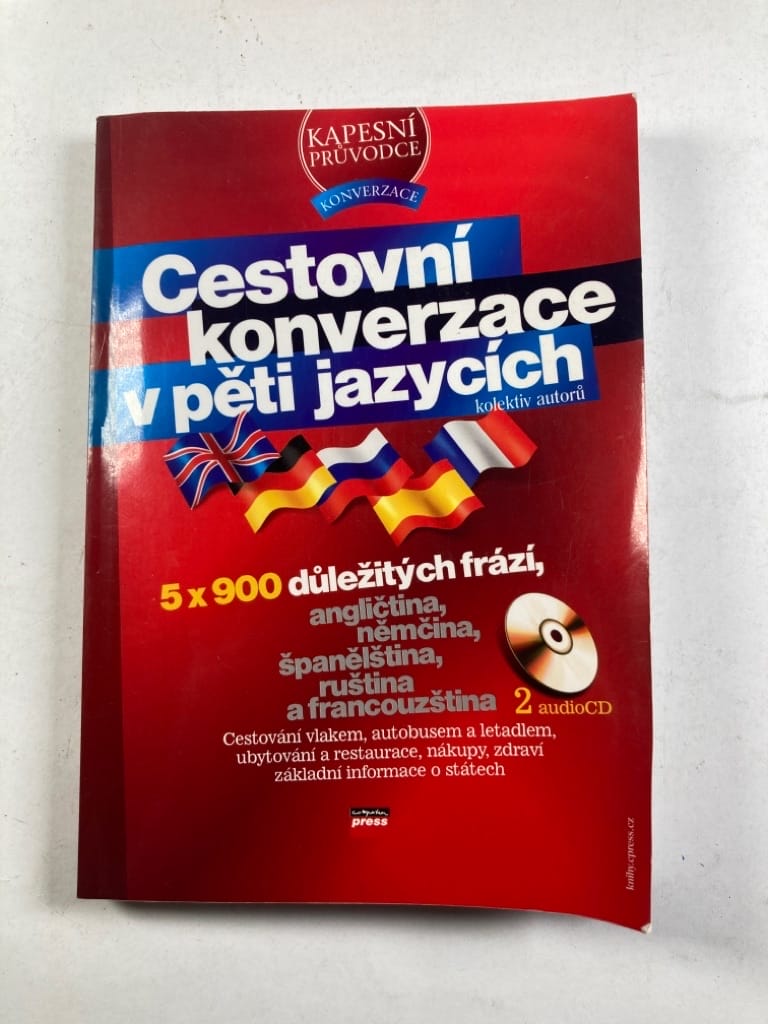 KAPESNÍ
PRŮVODCE
KONVERZACE
Cestovní
konverzace
v pěti jazycích
kolektiv autorů
5 x 900 důležitých frází,
angličtina,
němčina,
španělština,
ruština
a francouzština
2 audioCD
Cestování vlakem, autobusem a letadlem,
ubytování a restaurace, nákupy, zdraví
základní informace o státech
computer
press
knihy.cpress.cz